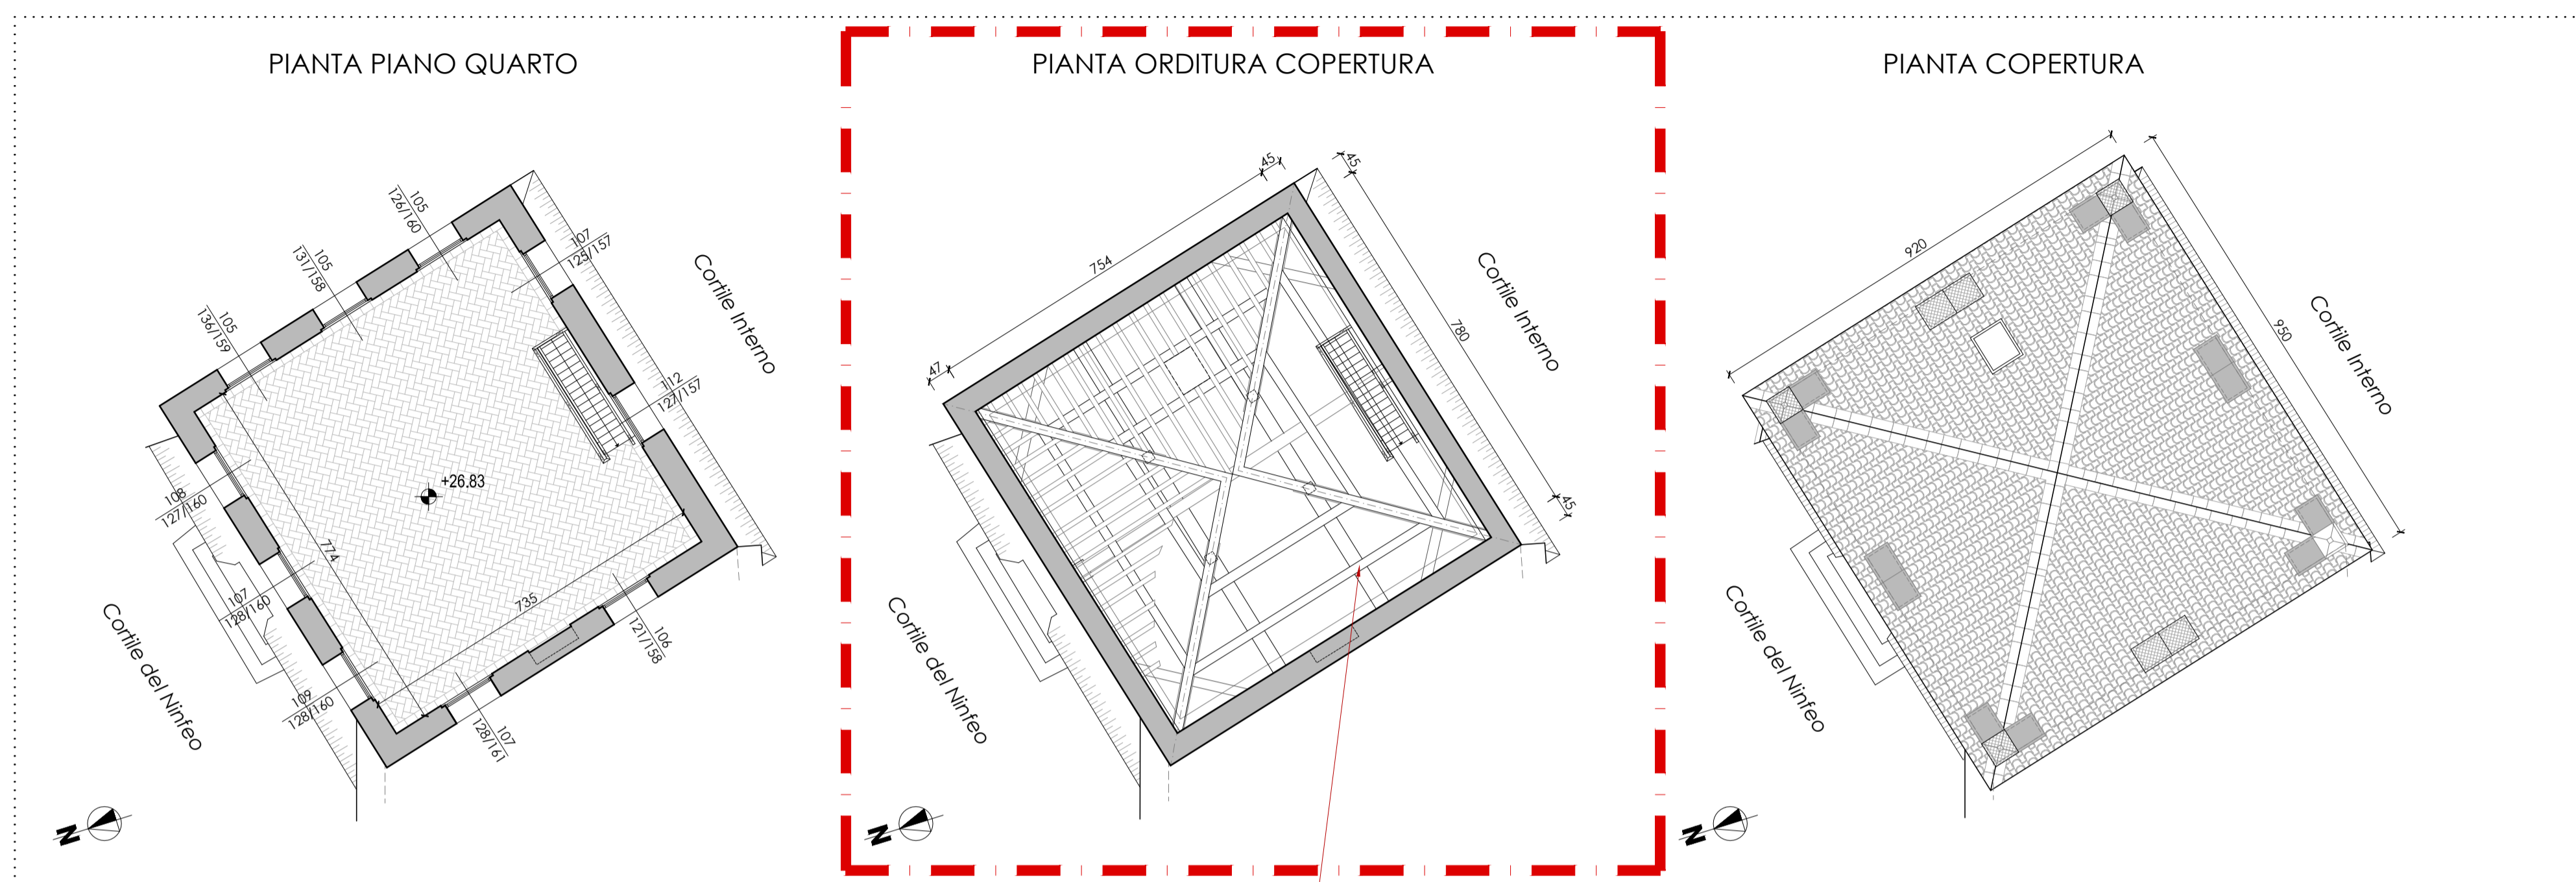 PIANTA PIANO QUARTO
105
126/160
105
131/158
105
136/159
107
125/157
112
127/157
Cortile Interno
108
127/160
+26.83
774
735
107
128/160
109
128/160
107
128/161
106
121/158
Cortile del Ninfeo
N
PIANTA ORDITURA COPERTURA
45
45
754
47
780
45
Cortile Interno
Cortile del Ninfeo
N
PIANTA COPERTURA
920
950
Cortile Interno
Cortile del Ninfeo
N